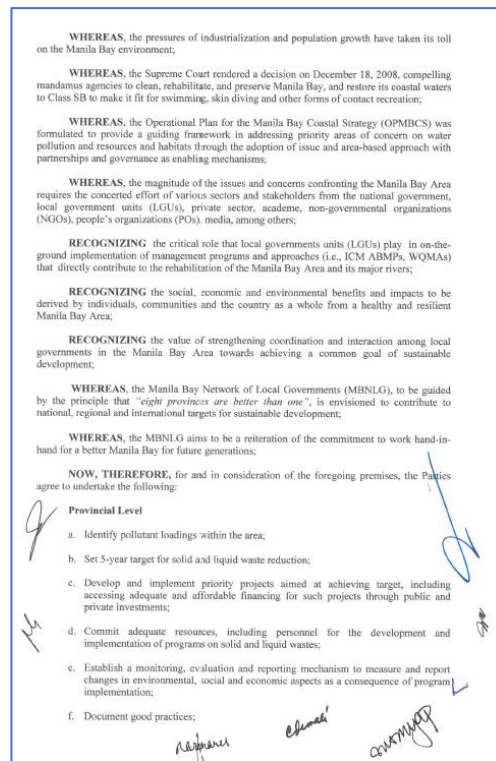 WHEREAS, the pressures of industrialization and population growth have taken its toll
on the Manila Bay environment;
WHEREAS, the Supreme Court rendered a decision on December 18, 2008, compelling
mandamus agencies to clean, rehabilitate, and preserve Manila Bay, and restore its coastal waters
to Class SB to make it fit for swimming, skin diving and other forms of contact recreation;
WHEREAS, the Operational Plan for the Manila Bay Coastal Strategy (OPMBCS) was
formulated to provide a guiding framework in addressing priority areas of concern on water
pollution and resources and habitats through the adoption of issue and area-based approach with
partnerships and governance as enabling mechanisms;
WHEREAS, the magnitude of the issues and concerns confronting the Manila Bay Area
requires the concerted effort of various sectors and stakeholders from the national government,
local government units (LGUs), private sector, academe, non-governmental organizations
(NGOs), people's organizations (POs). media, among others;
RECOGNIZING the critical role that local governments units (LGUs) play in on-the-
ground implementation of management programs and approaches (i.e., ICM ABMPs, WQMAs)
that directly contribute to the rehabilitation of the Manila Bay Area and its major rivers;
RECOGNIZING the social, economic and environmental benefits and impacts to be
derived by individuals, communities and the country as a whole from a healthy and resilient
Manila Bay Area;
RECOGNIZING the value of strengthening coordination and interaction among local
governments in the Manila Bay Area towards achieving a common goal of sustainable
development;
WHEREAS, the Manila Bay Network of Local Governments (MBNLG), to be guided
by the principle that "eight provinces are better than one", is envisioned to contribute to
national, regional and international targets for sustainable development;
WHEREAS, the MBNLG aims to be a reiteration of the commitment to work hand-in-
hand for a better Manila Bay for future generations;
NOW, THEREFORE, for and in consideration of the foregoing premises, the Parties
agree to undertake the following:
Provincial Level
a. Identify pollutant loadings within the area;
b. Set 5-year target for solid and liquid waste reduction;
c. Develop and implement priority projects aimed at achieving target, including
accessing adequate and affordable financing for such projects through public and
private investments;
d. Commit adequate resources, including personnel for the development and
implementation of programs on solid and liquid wastes;
e. Establish a monitoring, evaluation and reporting mechanism to measure and report
changes in environmental, social and economic aspects as a consequence of program
implementation;
f. Document good practices;